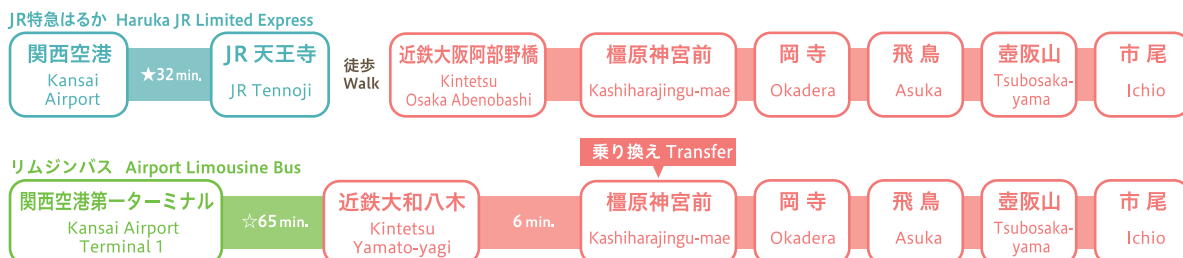 JR特急はるか Haruka JR Limited Express
関西空港
Kansai
Airport
★32min.
JR 天王寺
JR Tennoji
徒歩
Walk
近鉄大阪阿部野橋
Kintetsu
Osaka Abenobashi
橿原神宮前
Kashiharajingu-mae
岡寺
Okadera
飛鳥
Asuka
壺阪山
Tsubosaka-
yama
市尾
Ichio
乗り換え Transfer
リムジンバス Airport Limousine Bus
関西空港第一ターミナル
Kansai Airport
Terminal 1
☆65min.
近鉄大和八木
Kintetsu
Yamato-yagi
6 min.
橿原神宮前
Kashiharajingu-mae
岡寺
Okadera
飛鳥
Asuka
壺阪山
Tsubosaka-
yama
市尾
Ichio